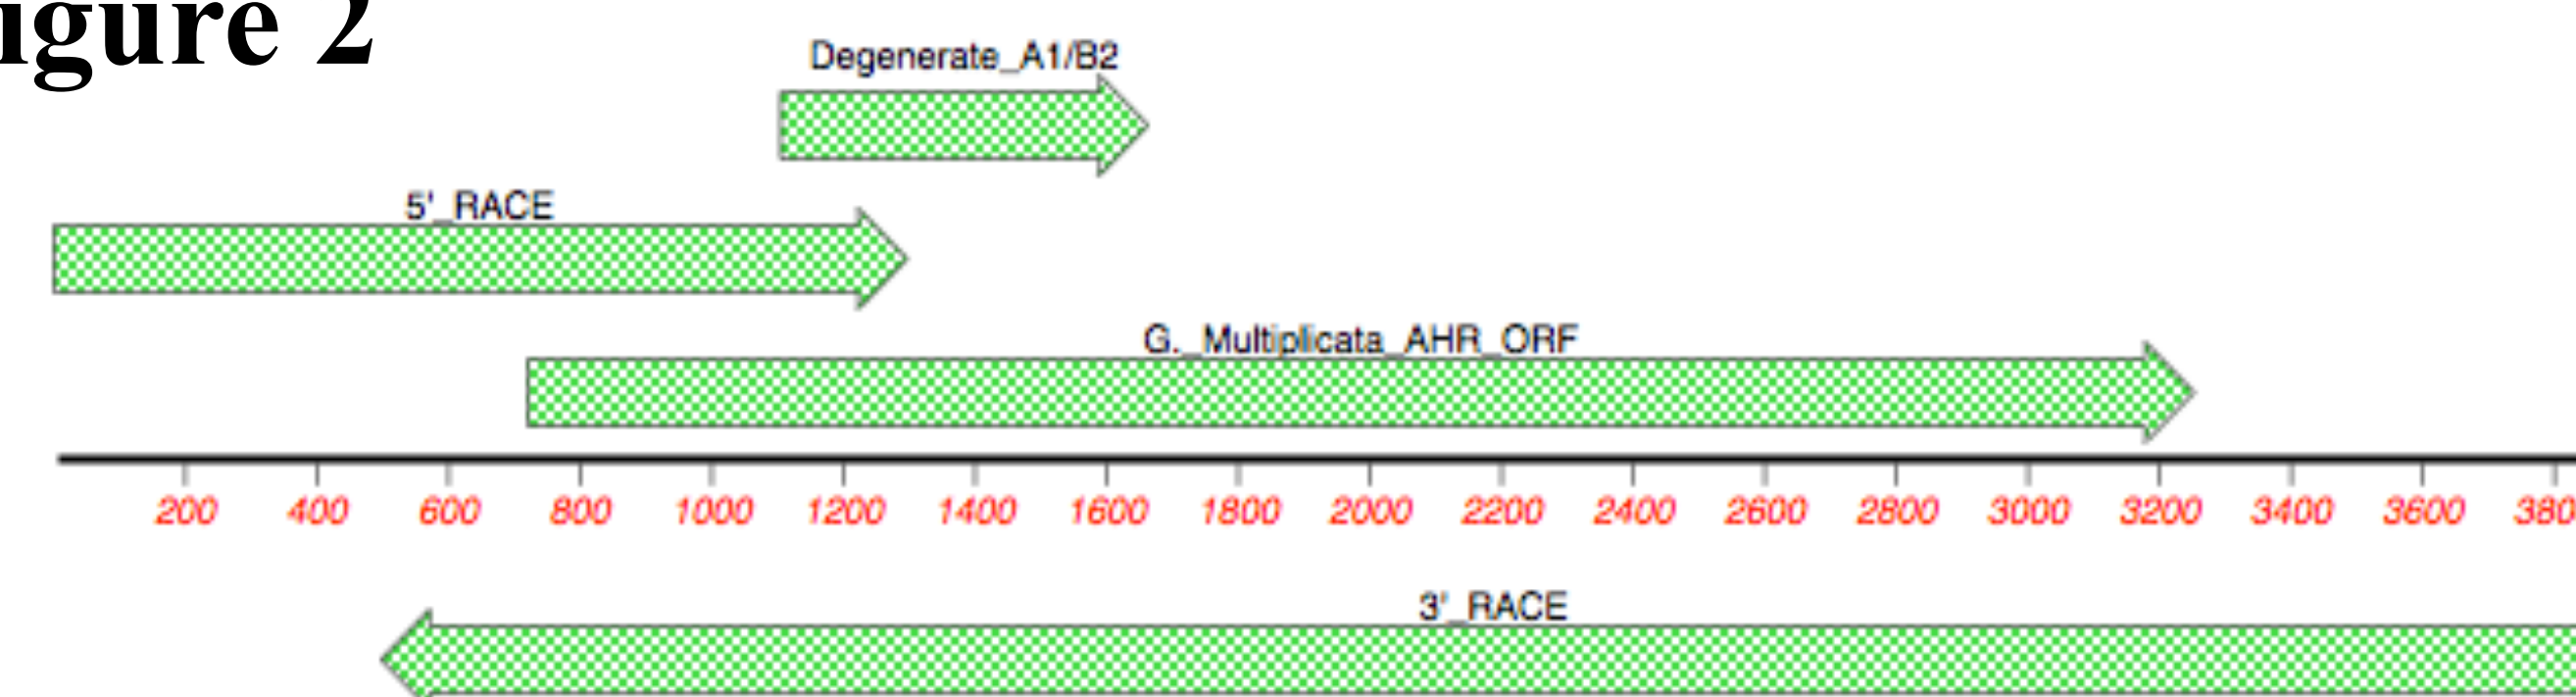 igure 2
Degenerate_A1/B2
5'_RACE
G._Multiplicata_AHR_ORF
200 400 600 800 1000 1200 1400 1600 1800 2000 2200 2400 2600 2800 3000 3200 3400 3600 380
3'_RACE